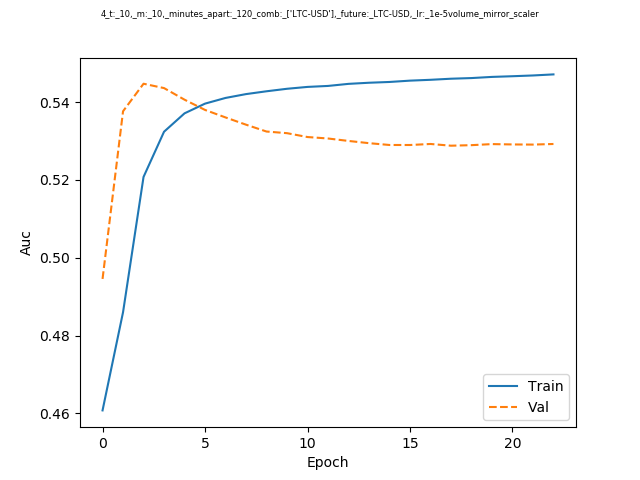 4_t:_10,_m:_10,_minutes_apart:_120_comb:_['LTC-USD'],_future:_LTC-USD,_lr:_1e-5volume_mirror_scaler
0.54
0.52
0.50
0.48
0.46
Auc
0
5
10
15
20
Epoch
Train
Val